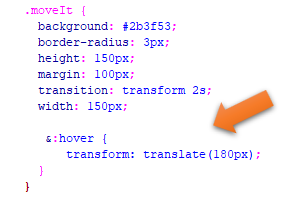 .moveIt {
background: #2b3f53;
border-radius: 3px;
height: 150px;
margin: 100px;
transition: transform 2s;
width: 150px;
&:hover {
transform: translate(180px);
}
}